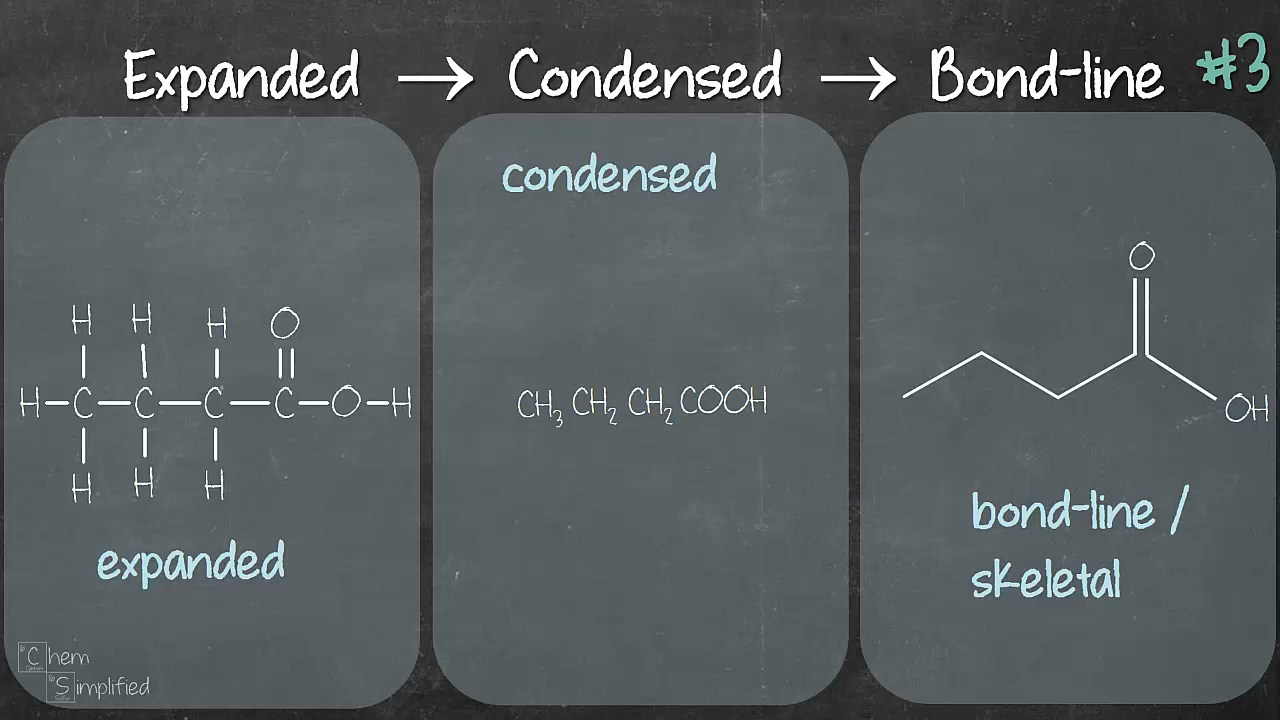 Expanded → Condensed → Bond-line #3
H H H O
H-C-C-C-C-O-H
H H H
expanded
condensed
CH₃ CH₂ CH₂ COOH
O
OH
bond-line /
skeletal
Chem
Simplified